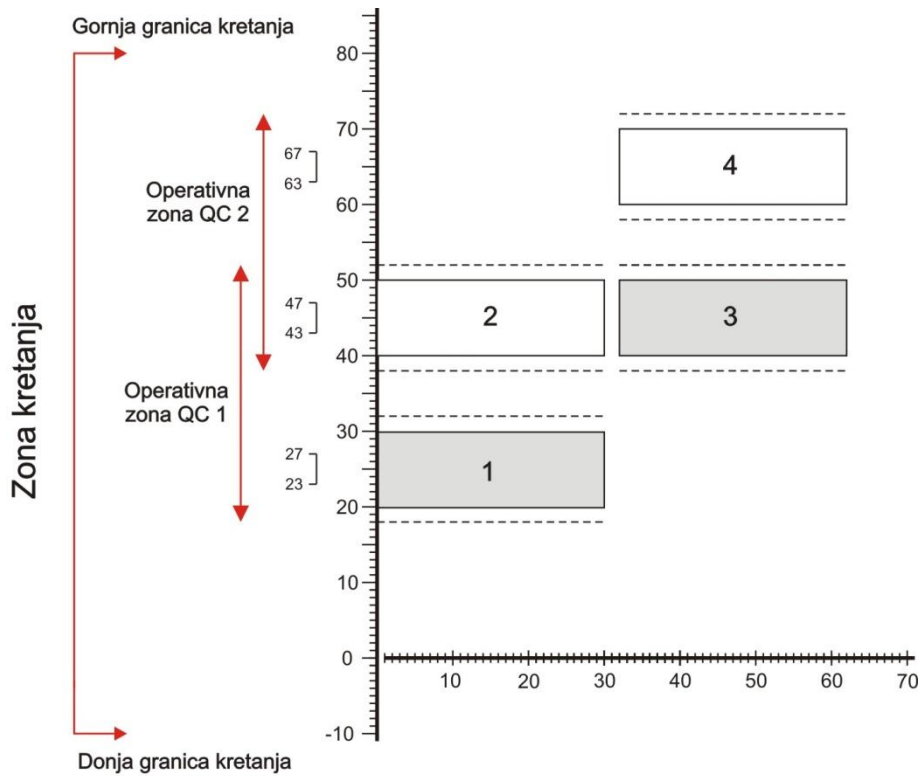 Gornja granica kretanja
80
70
67
63
4
Operativna
zona QC 2
60
50
47
43
2
3
40
Operativna
zona QC 1
Zona kretanja
30
27
23
1
20
10
0
10 20 30 40 50 60 70
-10
Donja granica kretanja